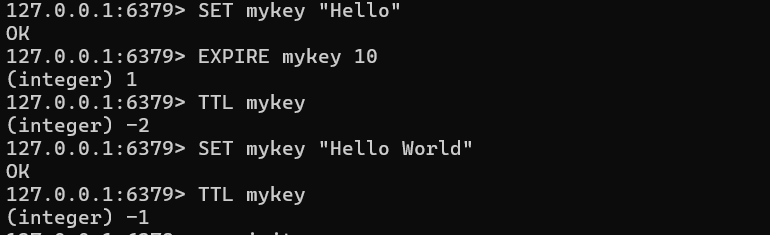 127.0.0.1:6379> SET mykey "Hello"
OK
127.0.0.1:6379> EXPIRE mykey 10
(integer) 1
127.0.0.1:6379> TTL mykey
(integer) -2
127.0.0.1:6379> SET mykey "Hello World"
OK
127.0.0.1:6379> TTL mykey
(integer) -1